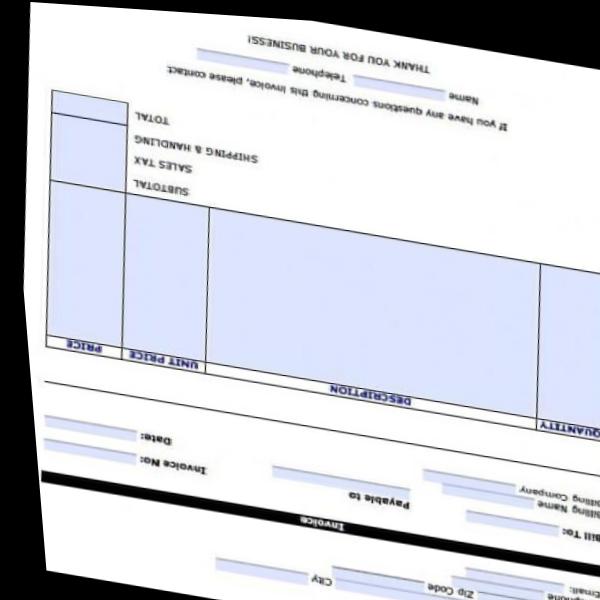 Email:
City Zip Code
Invoice
Bill To:
Billing Name
Billing Company
Payable to
Invoice No:
Date:
QUANTITY DESCRIPTION UNIT PRICE PRICE
SUBTOTAL
SALES TAX
SHIPPING & HANDLING
TOTAL
If you have any questions concerning this invoice, please contact
Name Telephone
THANK YOU FOR YOUR BUSINESS!